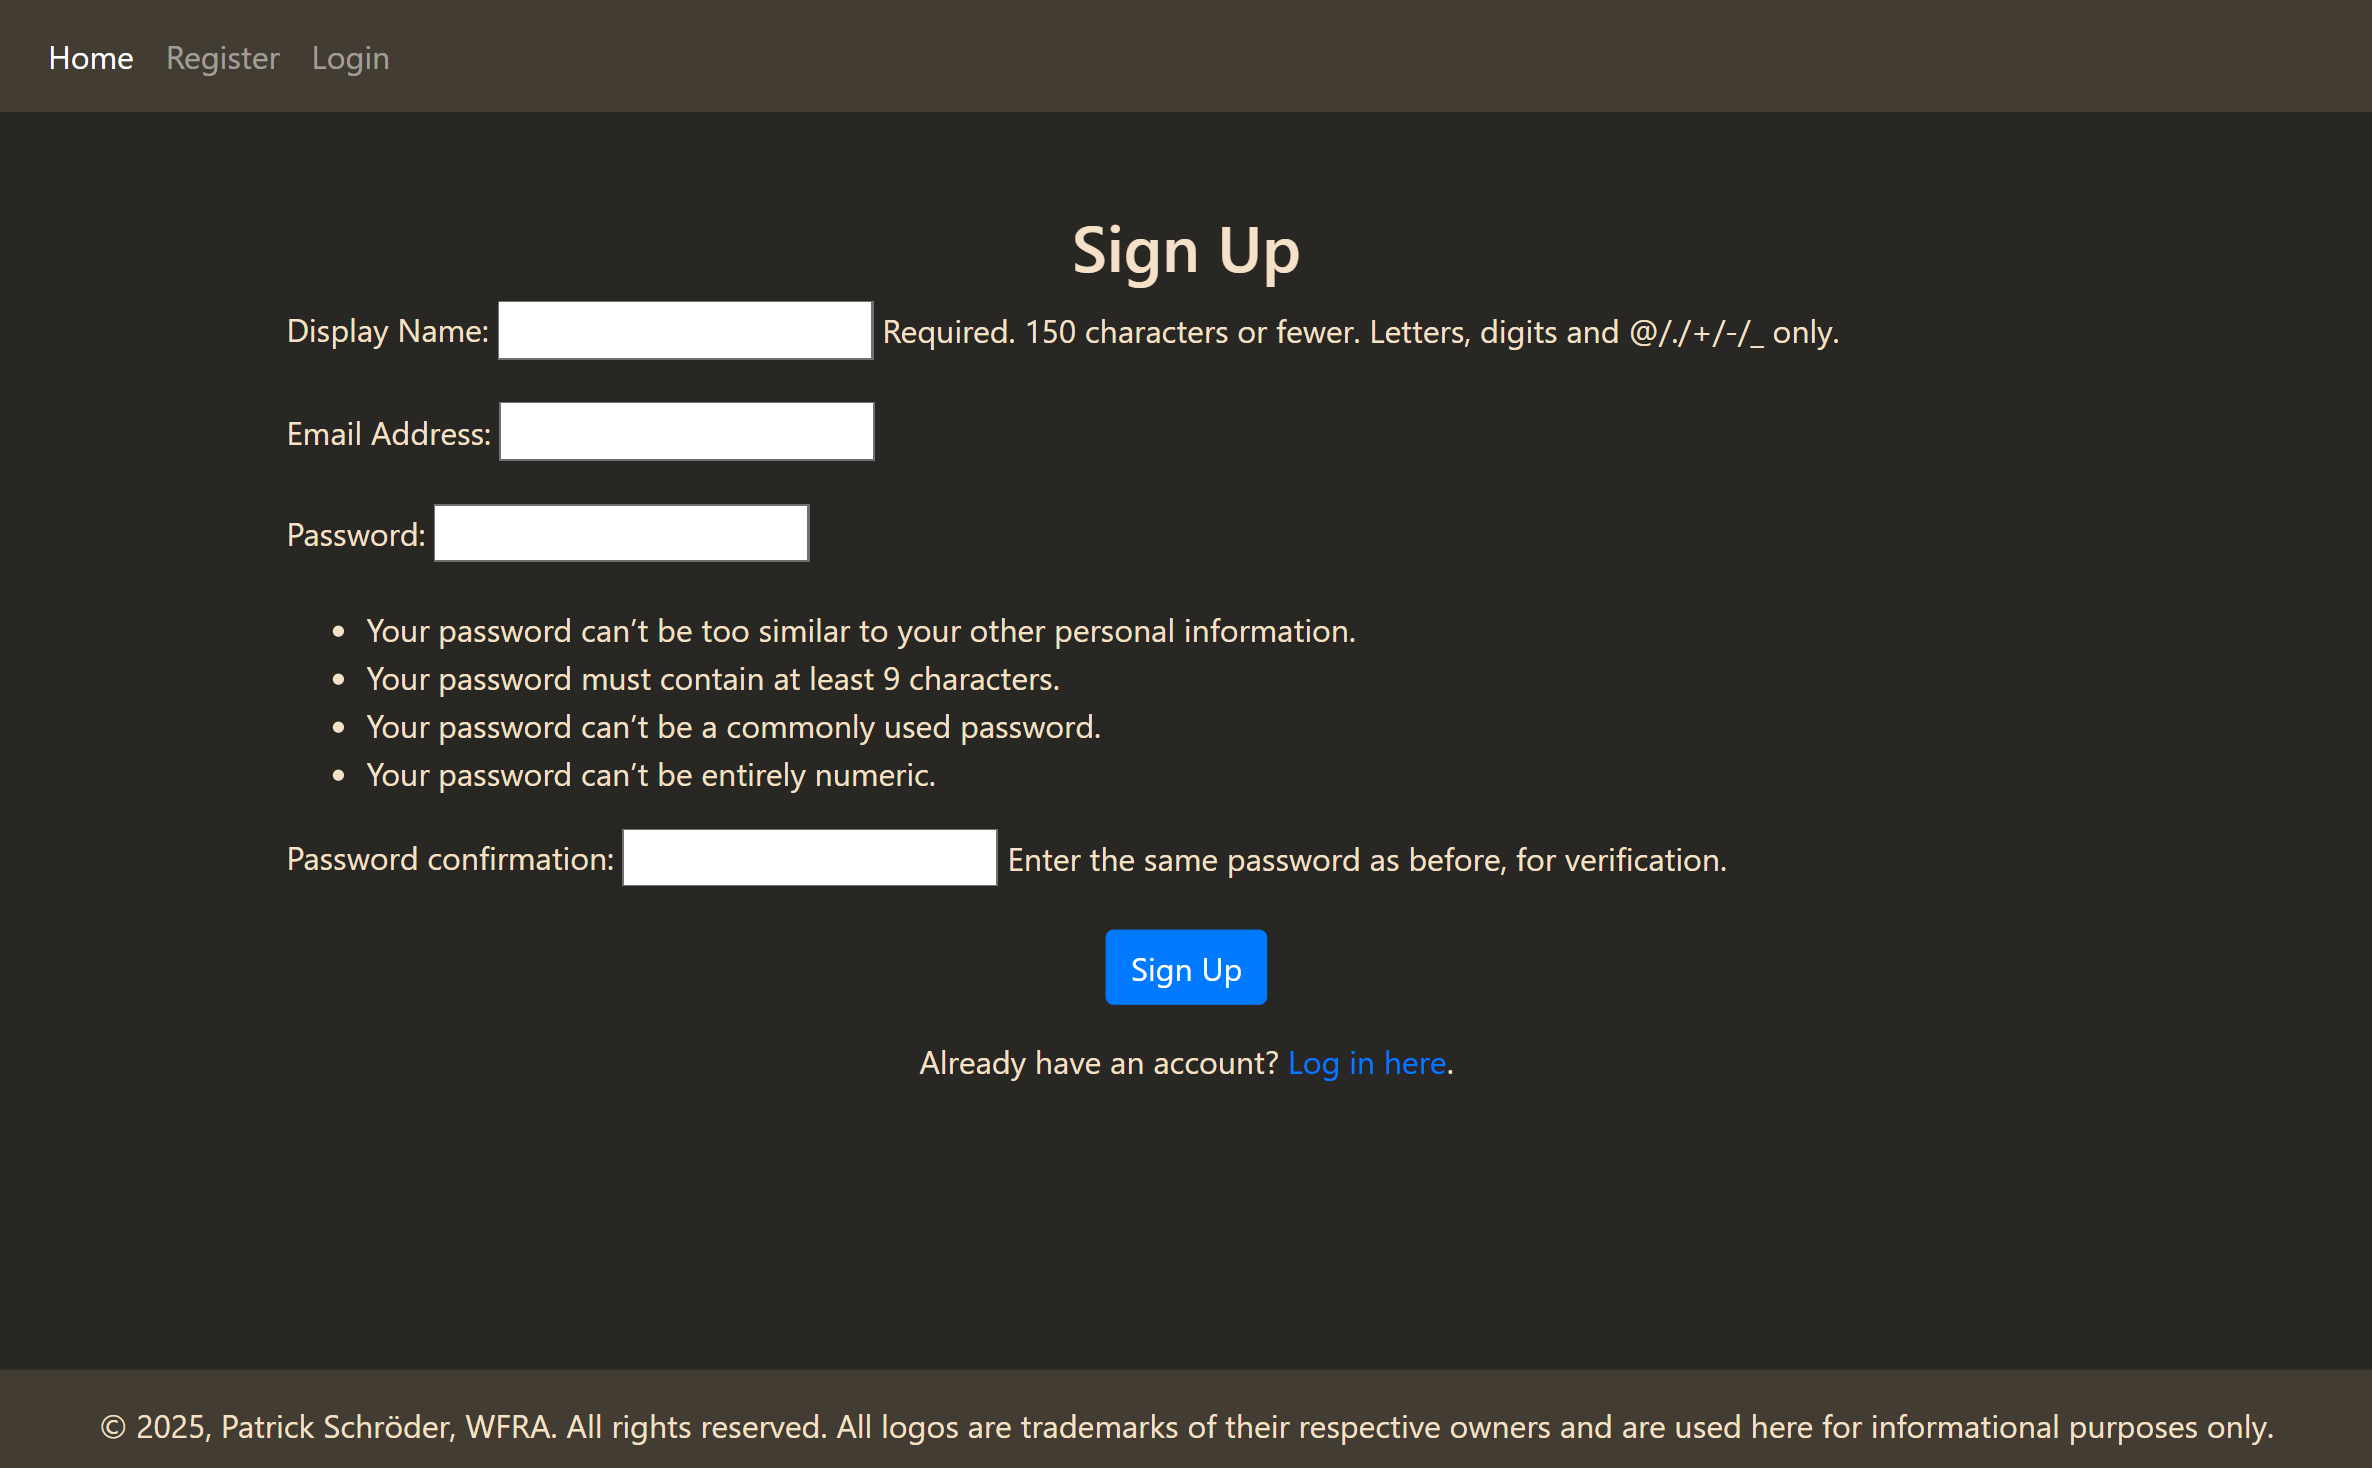 Home Register Login
Sign Up
Display Name: Required. 150 characters or fewer. Letters, digits and @/./+/-/_ only.
Email Address:
Password:
• Your password can’t be too similar to your other personal information.
• Your password must contain at least 9 characters.
• Your password can’t be a commonly used password.
• Your password can’t be entirely numeric.
Password confirmation: Enter the same password as before, for verification.
Sign Up
Already have an account? Log in here.
© 2025, Patrick Schröder, WFRA. All rights reserved. All logos are trademarks of their respective owners and are used here for informational purposes only.